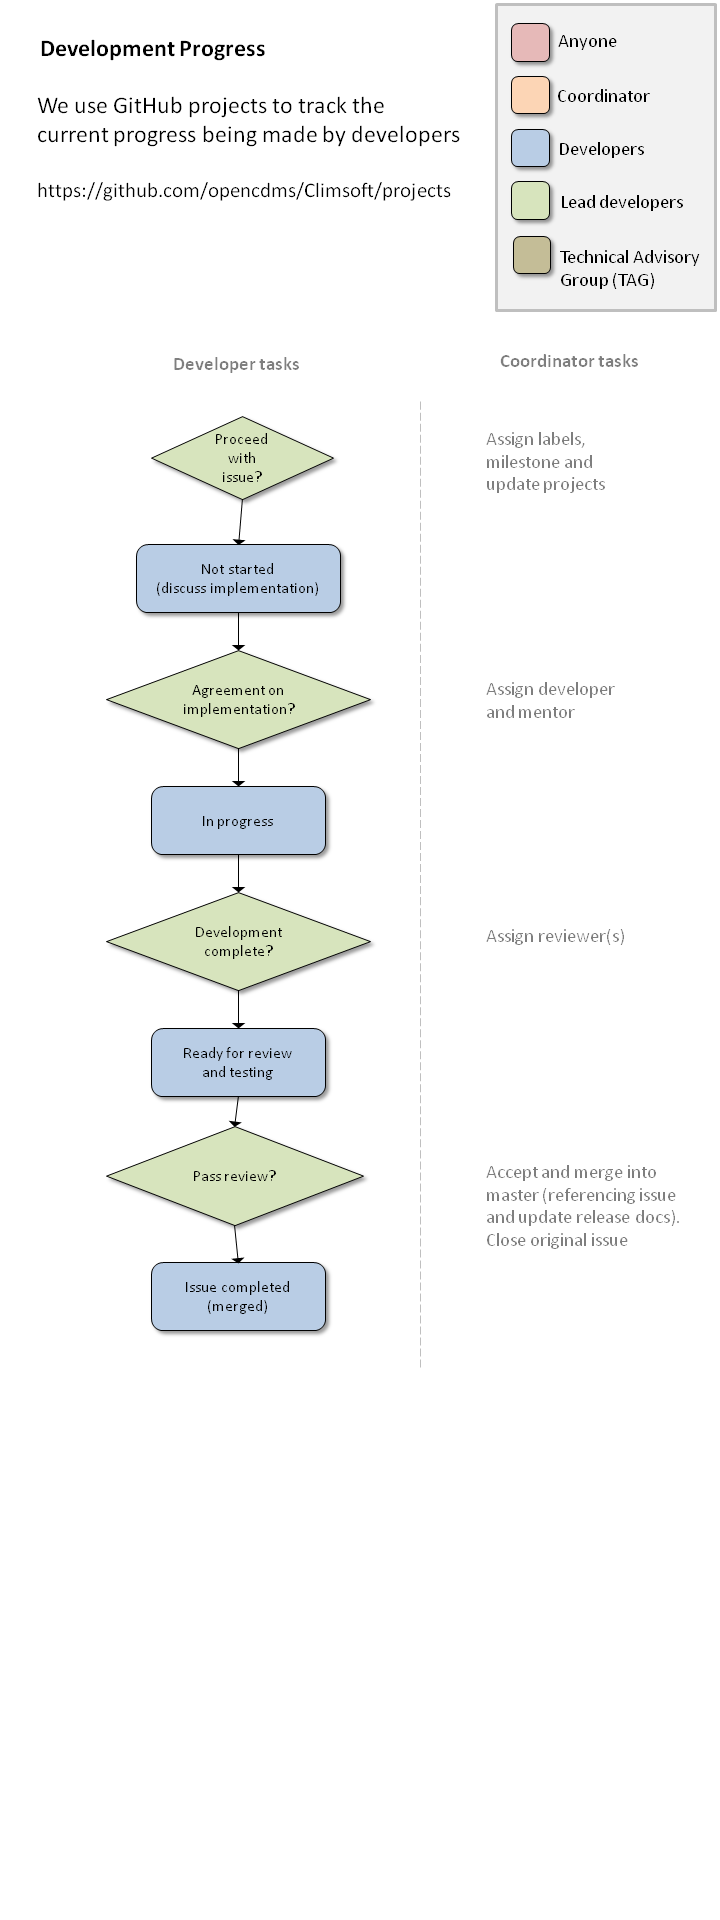 Development Progress
We use GitHub projects to track the
current progress being made by developers
https://github.com/opencdms/Climsoft/projects
Anyone
Coordinator
Developers
Lead developers
Technical Advisory
Group (TAG)
Developer tasks
Coordinator tasks
Proceed
with
issue?
Assign labels,
milestone and
update projects
Not started
(discuss implementation)
Agreement on
implementation?
Assign developer
and mentor
In progress
Development
complete?
Assign reviewer(s)
Ready for review
and testing
Pass review?
Accept and merge into
master (referencing issue
and update release docs).
Close original issue
Issue completed
(merged)